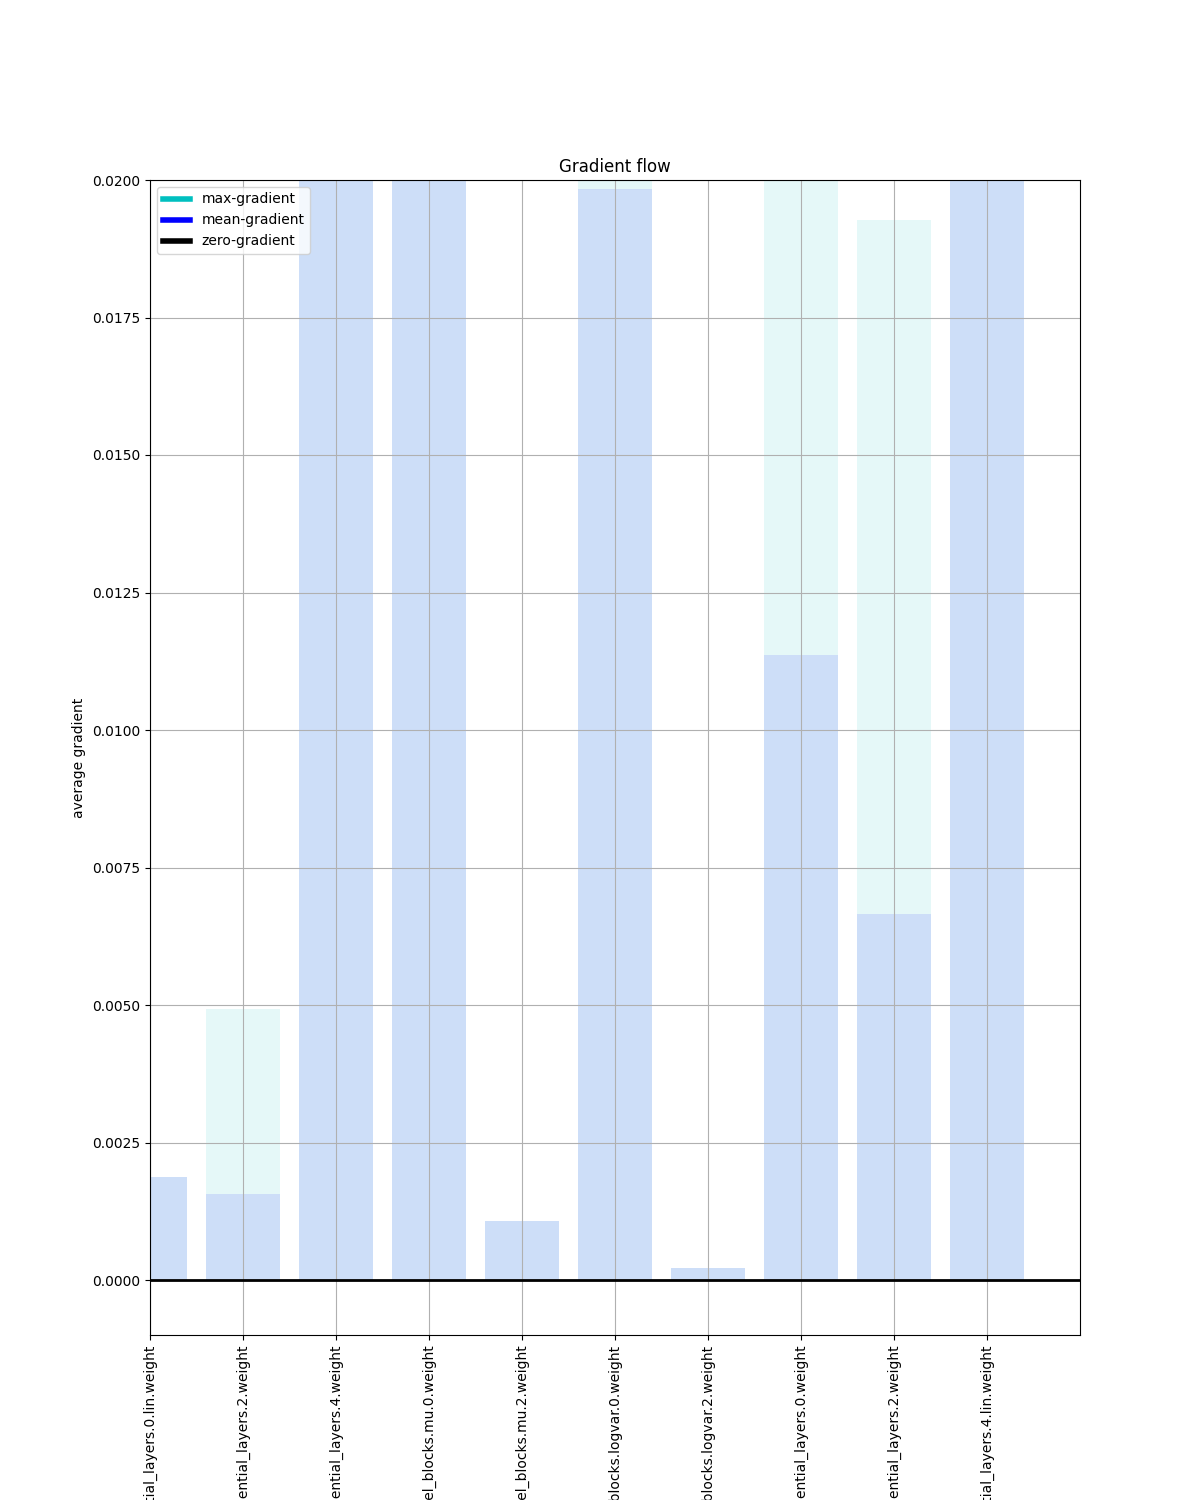 Gradient flow
max-gradient
mean-gradient
zero-gradient
0.0200
0.0175
0.0150
0.0125
0.0100
0.0075
0.0050
0.0025
0.0000
average gradient
tial_layers.0.lin.weight
ential_layers.2.weight
ential_layers.4.weight
el_blocks.mu.0.weight
el_blocks.mu.2.weight
blocks.logvar.0.weight
blocks.logvar.2.weight
ential_layers.0.weight
ential_layers.2.weight
tial_layers.4.lin.weight